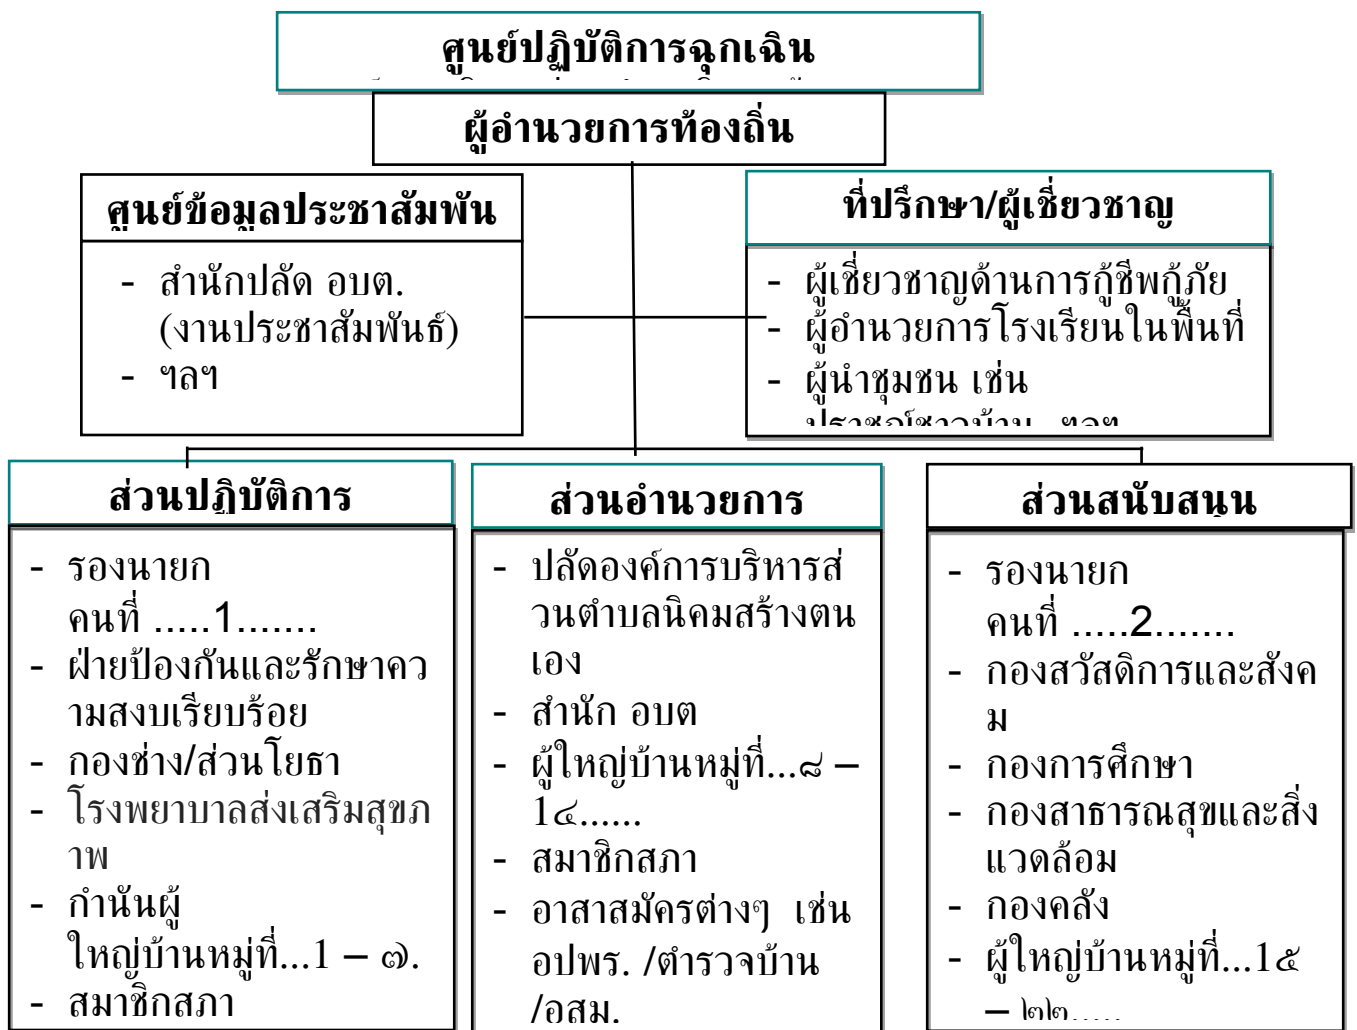 ศูนย์ปฏิบัติการฉุกเฉิน
ผู้อำนวยการท้องถิ่น
ศูนย์ข้อมูลประชาสัมพัน
- สำนักปลัด อบต.
(งานประชาสัมพันธ์)
- ฯลฯ
ที่ปรึกษา/ผู้เชี่ยวชาญ
- ผู้เชี่ยวชาญด้านการกู้ชีพกู้ภัย
- ผู้อำนวยการโรงเรียนในพื้นที่
- ผู้นำชุมชน เช่น
ปราชญ์ชาวบ้าน ฯลฯ
ส่วนปฏิบัติการ
- รองนายก
คนที่ .....1.......
- ฝ่ายป้องกันและรักษาคว
ามสงบเรียบร้อย
- กองช่าง/ส่วนโยธา
- โรงพยาบาลส่งเสริมสุขภ
าพ
- กำนันผู้
ใหญ่บ้านหมู่ที่...1 – ๗.
- สมาชิกสภา
ส่วนอำนวยการ
- ปลัดองค์การบริหารส่
วนตำบลนิคมสร้างตน
เอง
- สำนัก อบต
- ผู้ใหญ่บ้านหมู่ที่...๘ –
1๔......
- สมาชิกสภา
- อาสาสมัครต่างๆ เช่น
อปพร. /ตำรวจบ้าน
/อสม.
ส่วนสนับสนุน
- รองนายก
คนที่ .....2.......
- กองสวัสดิการและสังค
ม
- กองการศึกษา
- กองสาธารณสุขและสิ่ง
แวดล้อม
- กองคลัง
- ผู้ใหญ่บ้านหมู่ที่...1๕
– ๒๒......